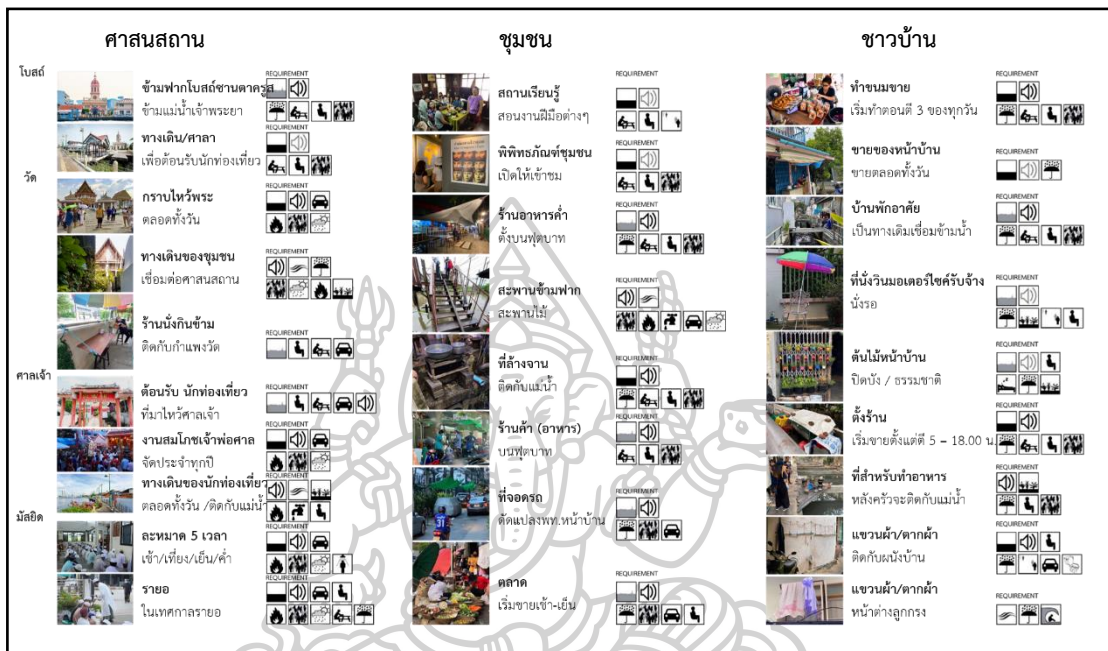 ศาสนสถาน
โบสถ์
REQUIREMENT
ข้ามฟากโบสถ์ซานตาครูส
ข้ามแม่น้ำเจ้าพระยา
REQUIREMENT
ทางเดิน/ศาลา
เพื่อต้อนรับนักท่องเที่ยว
วัด
REQUIREMENT
กราบไหว้พระ
ตลอดทั้งวัน
REQUIREMENT
ทางเดินของชุมชน
เชื่อมต่อศาสนสถาน
REQUIREMENT
ร้านนั่งกินข้าม
ติดกับกำแพงวัด
ศาลเจ้า
REQUIREMENT
ต้อนรับ นักท่องเที่ยว
ที่มาไหว้ศาลเจ้า
REQUIREMENT
งานสมโภชเจ้าพ่อศาล
จัดประจำทุกปี
REQUIREMENT
ทางเดินของนักท่องเที่ยว
ตลอดทั้งวัน /ติดกับแม่น้ำ
มัสยิด
REQUIREMENT
ละหมาด 5 เวลา
เช้า/เที่ยง/เย็น/ค่ำ
REQUIREMENT
รายอ
ในเทศกาลรายอ
ชุมชน
REQUIREMENT
สถานเรียนรู้
สอนงานฝีมือต่างๆ
REQUIREMENT
พิพิทธภัณฑ์ชุมชน
เปิดให้เข้าชม
REQUIREMENT
ร้านอาหารค่ำ
ตั้งบนฟุตบาท
REQUIREMENT
สะพานข้ามฟาก
สะพานไม้
REQUIREMENT
ที่ล้างจาน
ติดกับแม่น้ำ
REQUIREMENT
ร้านค้า (อาหาร)
บนฟุตบาท
REQUIREMENT
ที่จอดรถ
ดัดแปลงพท.หน้าบ้าน
REQUIREMENT
ตลาด
เริ่มขายเช้า-เย็น
ชาวบ้าน
REQUIREMENT
ทำขนมขาย
เริ่มทำตอนตี 3 ของทุกวัน
REQUIREMENT
ขายของหน้าบ้าน
ขายตลอดทั้งวัน
REQUIREMENT
บ้านพักอาศัย
เป็นทางเดิมเชื่อมข้ามน้ำ
REQUIREMENT
ที่นั่งวินมอเตอร์ไซค์รับจ้าง
นั่งรอ
REQUIREMENT
ต้นไม้หน้าบ้าน
ปิดบัง / ธรรมชาติ
REQUIREMENT
ตั้งร้าน
เริ่มขายตั้งแต่ตี 5 – 18.00 น.
REQUIREMENT
ที่สำหรับทำอาหาร
หลังครัวจะติดกับแม่น้ำ
REQUIREMENT
แขวนผ้า/ตากผ้า
ติดกับผนังบ้าน
REQUIREMENT
แขวนผ้า/ตากผ้า
หน้าต่างลูกกรง